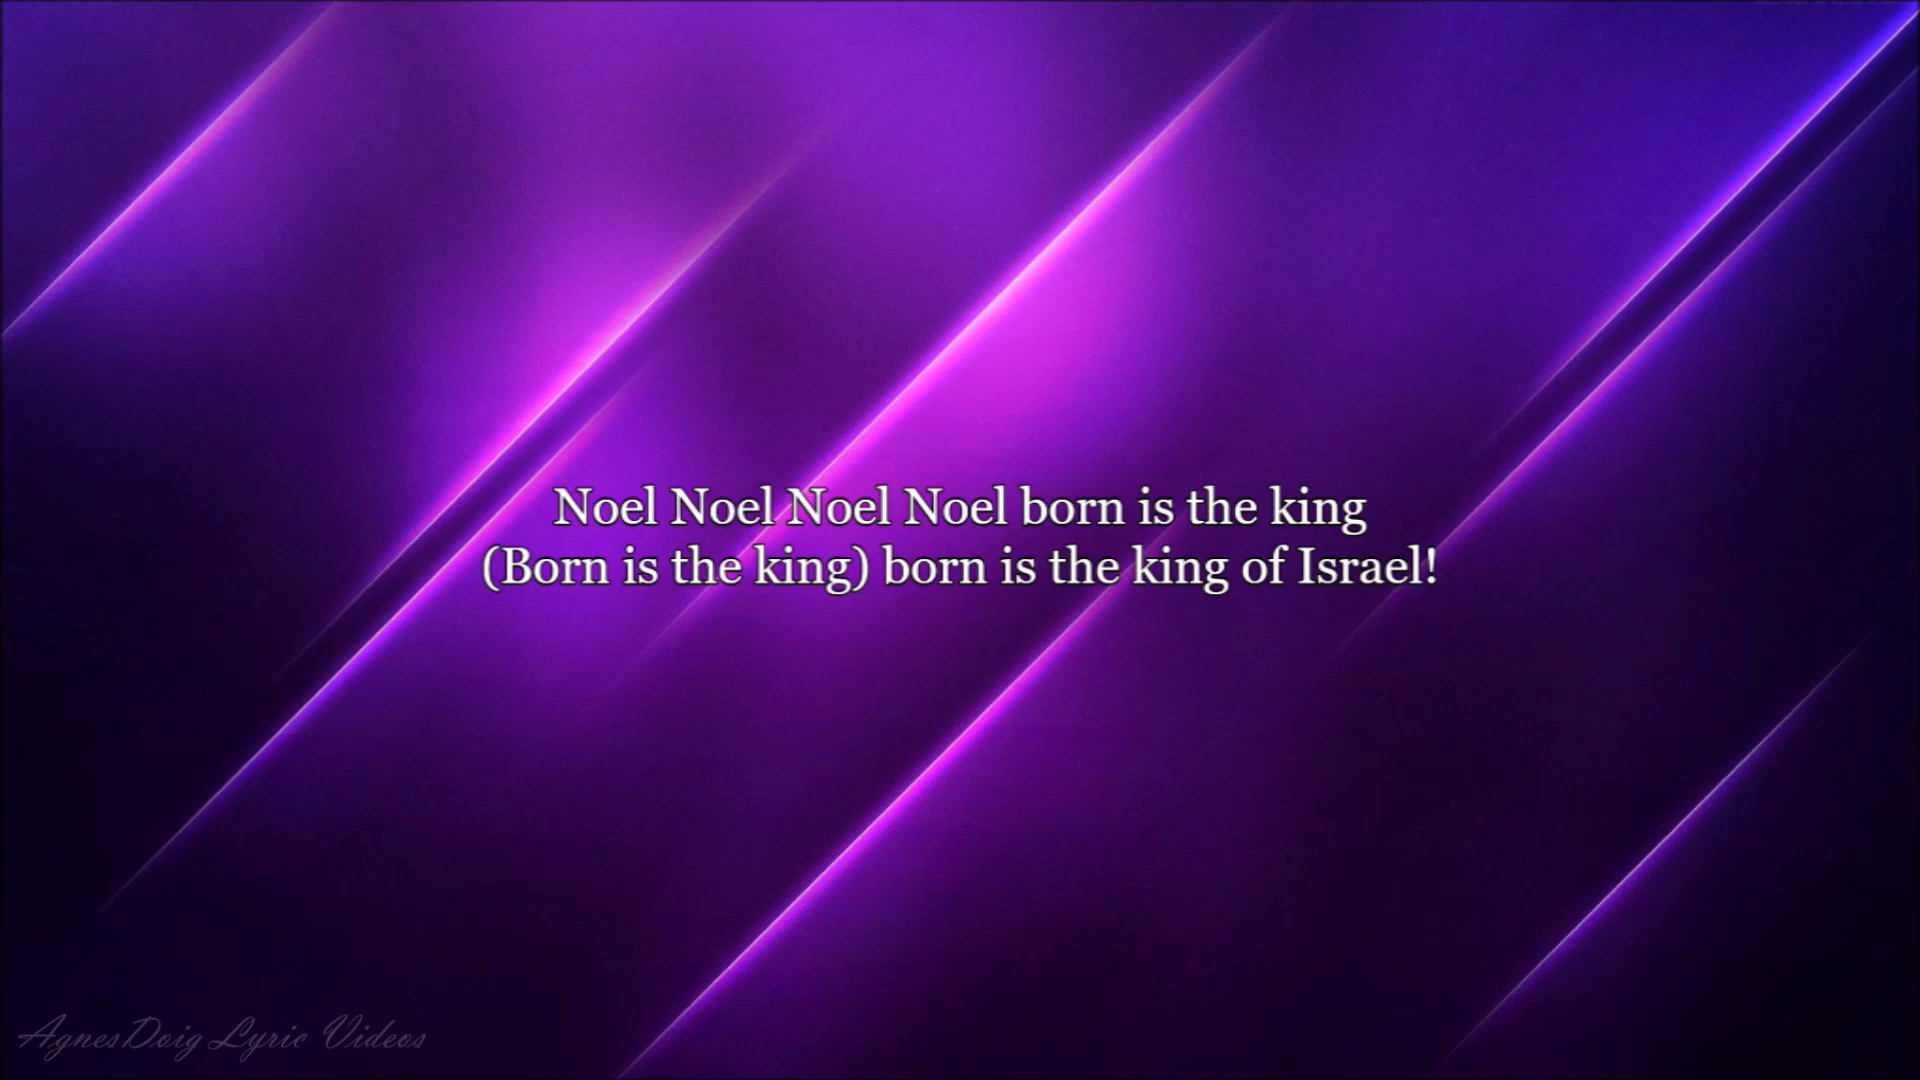 Noel Noel Noel Noel born is the king
(Born is the king) born is the king of Israel!
AgnesDoig Lyric Videos